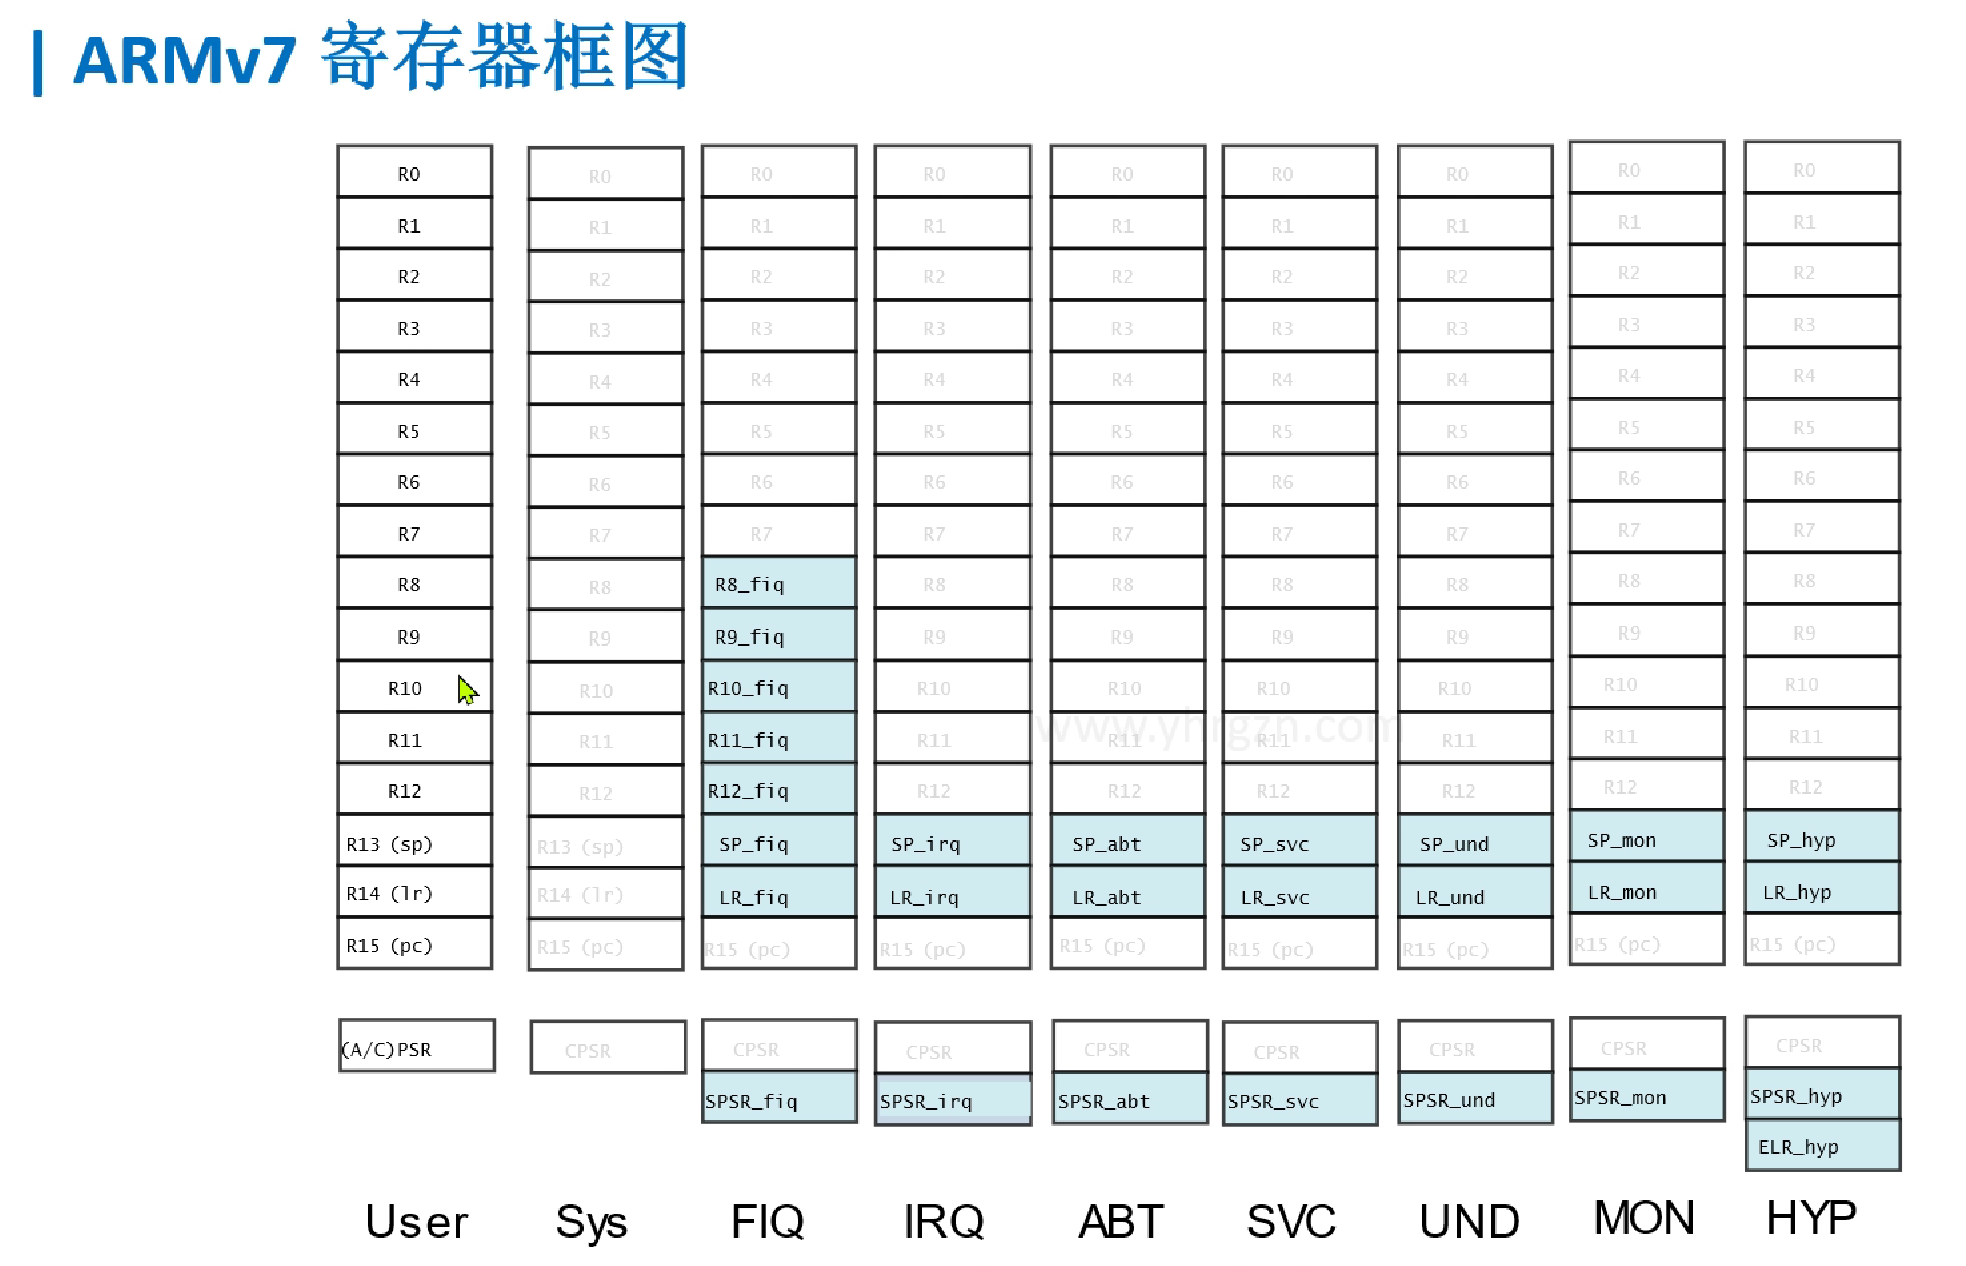 | ARMv7 寄存器框图
R0 R0 R0 R0 R0 R0 R0 R0 R0
R1 R1 R1 R1 R1 R1 R1 R1 R1
R2 R2 R2 R2 R2 R2 R2 R2 R2
R3 R3 R3 R3 R3 R3 R3 R3 R3
R4 R4 R4 R4 R4 R4 R4 R4 R4
R5 R5 R5 R5 R5 R5 R5 R5 R5
R6 R6 R6 R6 R6 R6 R6 R6 R6
R7 R7 R7 R7 R7 R7 R7 R7 R7
R8 R8 R8_fiq R8 R8 R8 R8 R8 R8
R9 R9 R9_fiq R9 R9 R9 R9 R9 R9
R10 R10 R10_fiq R10 R10 R10 R10 R10 R10
www.yhrgzn.com
R11 R11 R11_fiq R11 R11 R11 R11 R11 R11
R12 R12 R12_fiq R12 R12 R12 R12 R12 R12
R13 (sp) R13 (sp) SP_fiq SP_irq SP_abt SP_svc SP_und SP_mon SP_hyp
R14 (lr) R14 (lr) LR_fiq LR_irq LR_abt LR_svc LR_und LR_mon LR_hyp
R15 (pc) R15 (pc) R15 (pc) R15 (pc) R15 (pc) R15 (pc) R15 (pc) R15 (pc) R15 (pc)
(A/C)PSR CPSR CPSR CPSR CPSR CPSR CPSR CPSR CPSR
SPSR_fiq SPSR_irq SPSR_abt SPSR_svc SPSR_und SPSR_mon SPSR_hyp
ELR_hyp
User Sys FIQ IRQ ABT SVC UND MON HYP